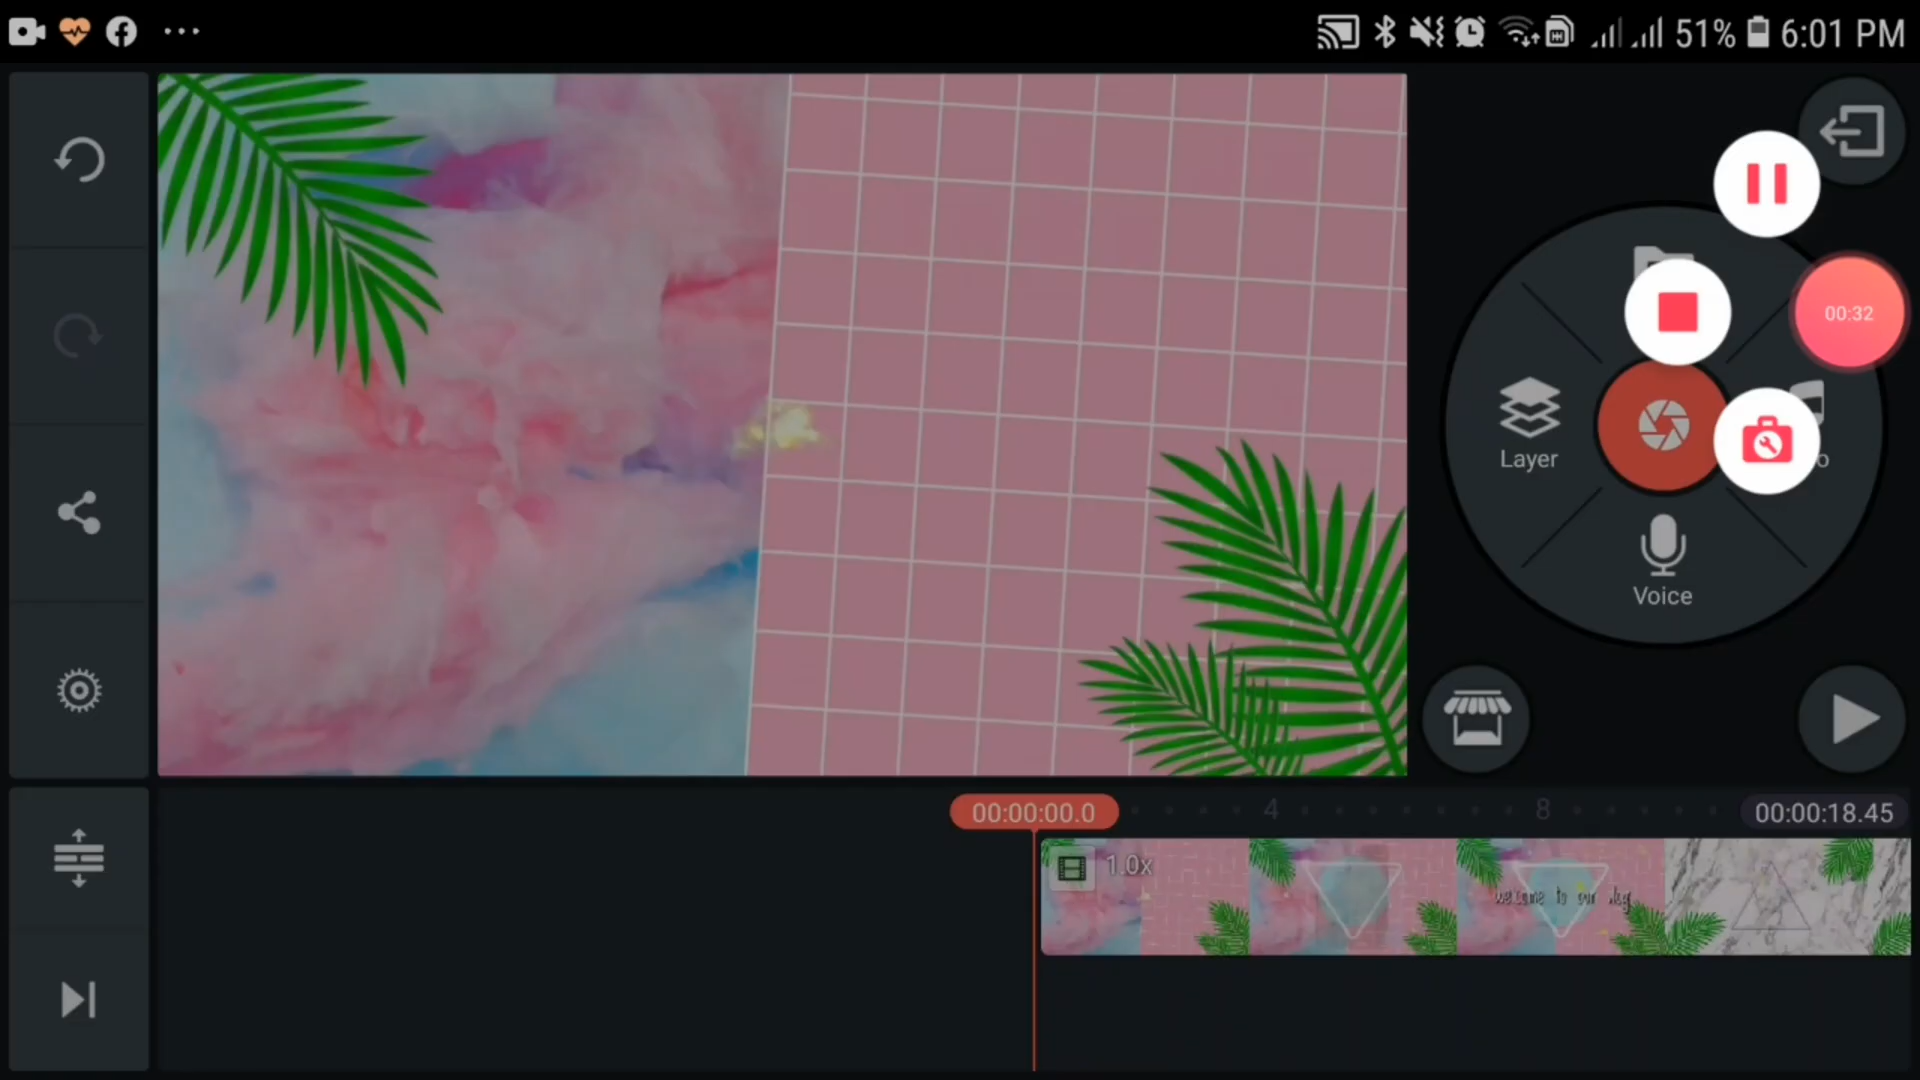 51% 6:01 PM
00:32
Layer
o
Voice
00:00:00.0 4 8 00:00:18.45
1.0x
welcome to our vlog